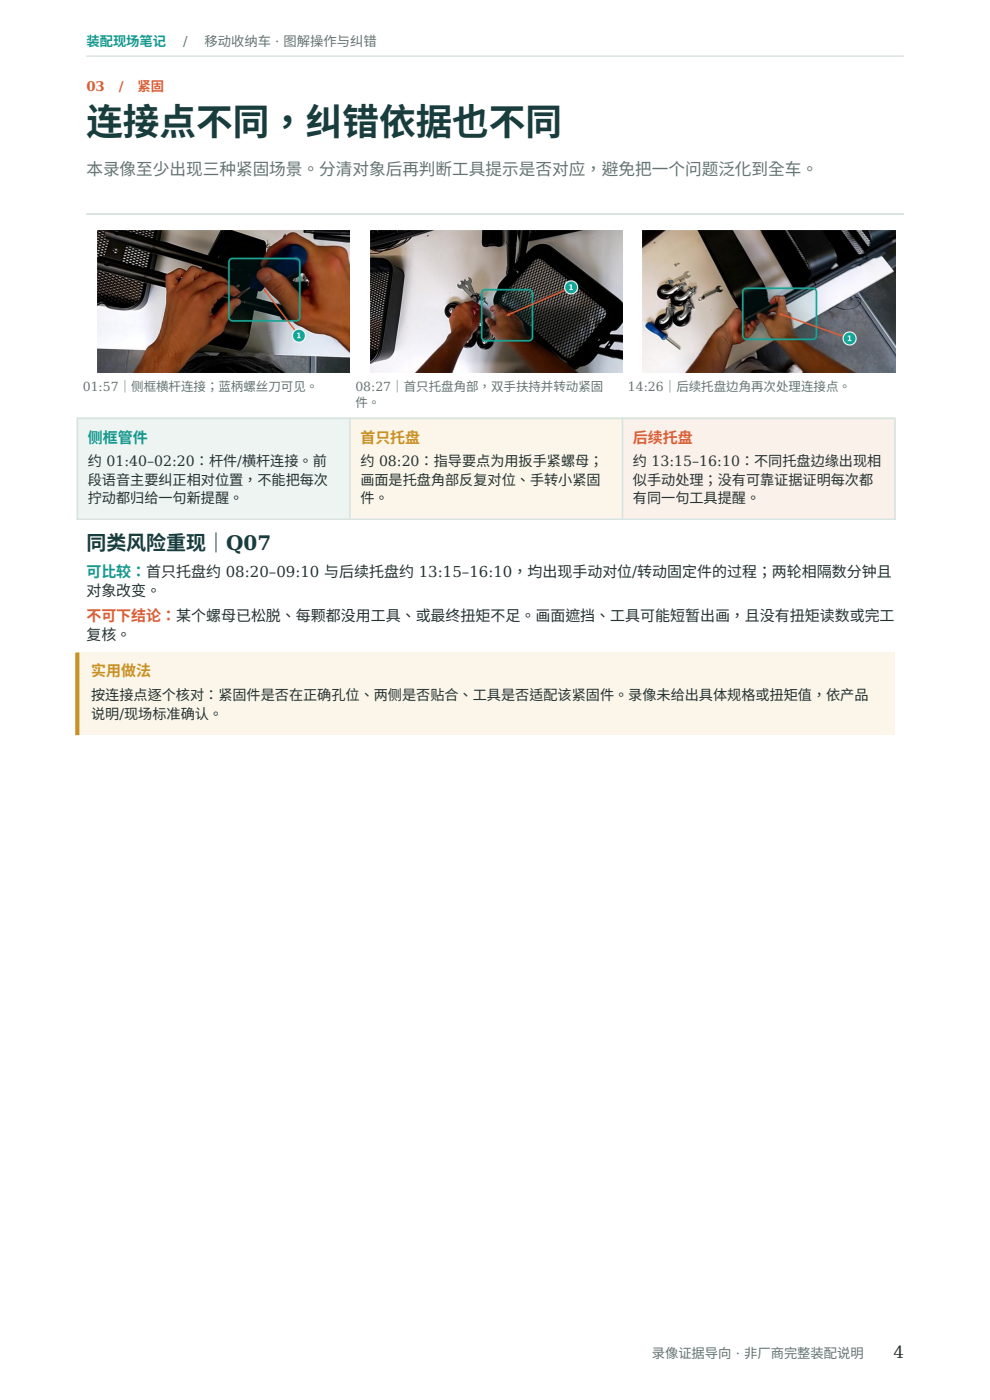 装配现场笔记 / 移动收纳车 · 图解操作与纠错
03 / 紧固
连接点不同，纠错依据也不同
本录像至少出现三种紧固场景。分清对象后再判断工具提示是否对应，避免把一个问题泛化到全车。
1
1
1
01:57｜侧框横杆连接；蓝柄螺丝刀可见。
08:27｜首只托盘角部，双手扶持并转动紧固
件。
14:26｜后续托盘边角再次处理连接点。
侧框管件
约 01:40–02:20：杆件/横杆连接。前
段语音主要纠正相对位置，不能把每次
拧动都归给一句新提醒。
首只托盘
约 08:20：指导要点为用扳手紧螺母；
画面是托盘角部反复对位、手转小紧固
件。
后续托盘
约 13:15–16:10：不同托盘边缘出现相
似手动处理；没有可靠证据证明每次都
有同一句工具提醒。
同类风险重现｜Q07
可比较：首只托盘约 08:20–09:10 与后续托盘约 13:15–16:10，均出现手动对位/转动固定件的过程；两轮相隔数分钟且
对象改变。
不可下结论：某个螺母已松脱、每颗都没用工具、或最终扭矩不足。画面遮挡、工具可能短暂出画，且没有扭矩读数或完工
复核。
实用做法
按连接点逐个核对：紧固件是否在正确孔位、两侧是否贴合、工具是否适配该紧固件。录像未给出具体规格或扭矩值，依产品
说明/现场标准确认。
录像证据导向 · 非厂商完整装配说明 4